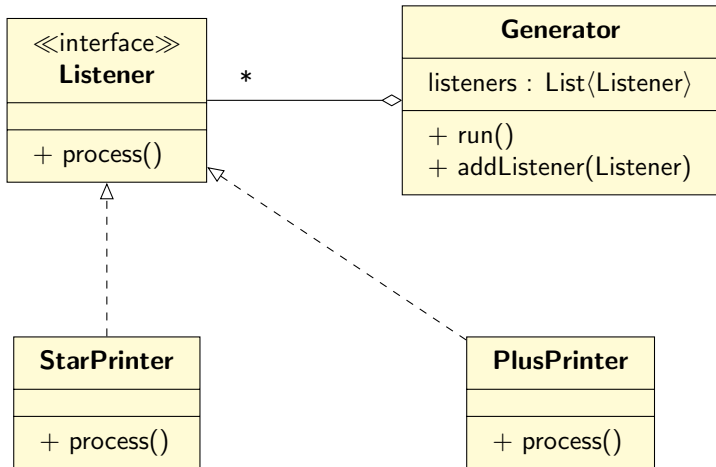 ≪interface≫
Listener
+ process()
*
Generator
listeners : List⟨Listener⟩
+ run()
+ addListener(Listener)
StarPrinter
+ process()
PlusPrinter
+ process()